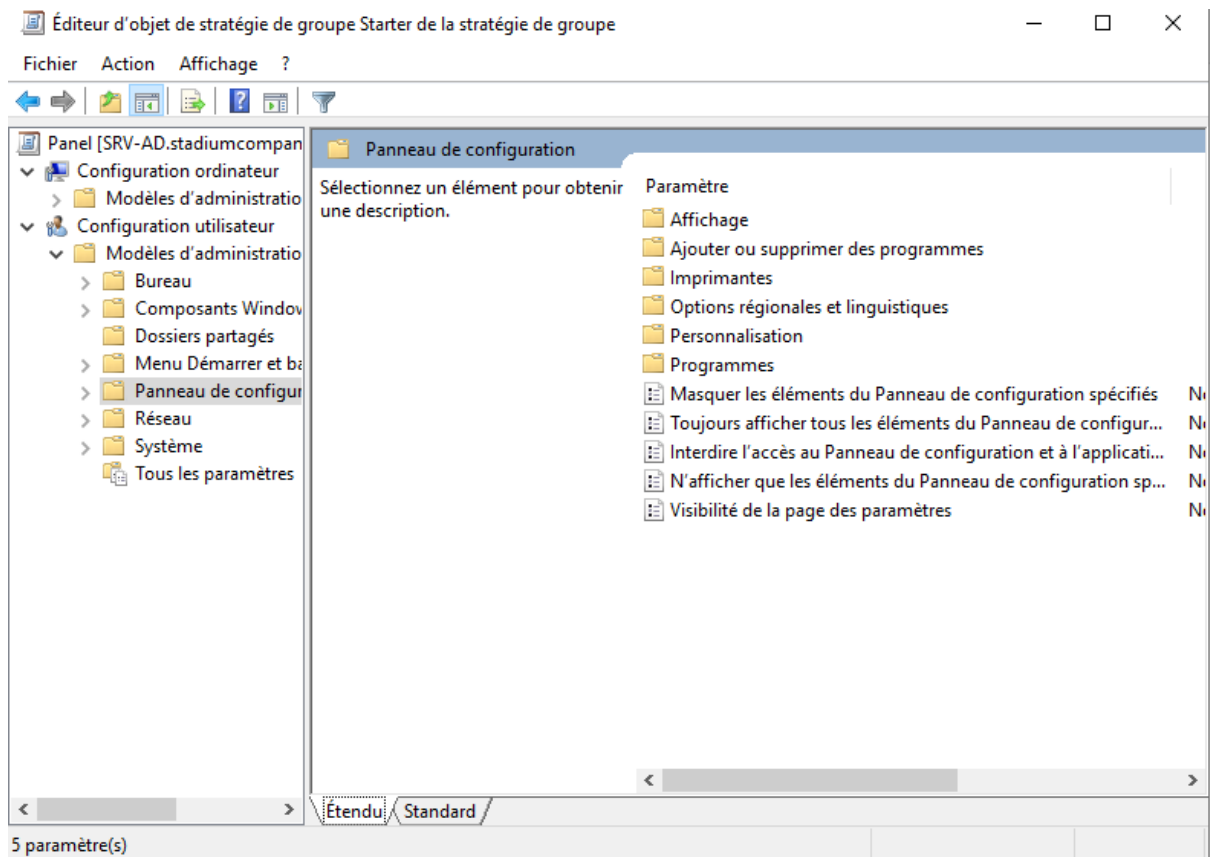 Éditeur d'objet de stratégie de groupe Starter de la stratégie de groupe
Fichier Action Affichage ?
Panel [SRV-AD.stadiumcompan
Configuration ordinateur
Modèles d'administratio
Configuration utilisateur
Modèles d'administratio
Bureau
Composants Window
Dossiers partagés
Menu Démarrer et ba
Panneau de configur
Réseau
Système
Tous les paramètres
Panneau de configuration
Sélectionnez un élément pour obtenir
une description.
Paramètre
Affichage
Ajouter ou supprimer des programmes
Imprimantes
Options régionales et linguistiques
Personnalisation
Programmes
Masquer les éléments du Panneau de configuration spécifiés
Toujours afficher tous les éléments du Panneau de configur...
Interdire l'accès au Panneau de configuration et à l'applicati...
N'afficher que les éléments du Panneau de configuration sp...
Visibilité de la page des paramètres
Étendu Standard
5 paramètre(s)